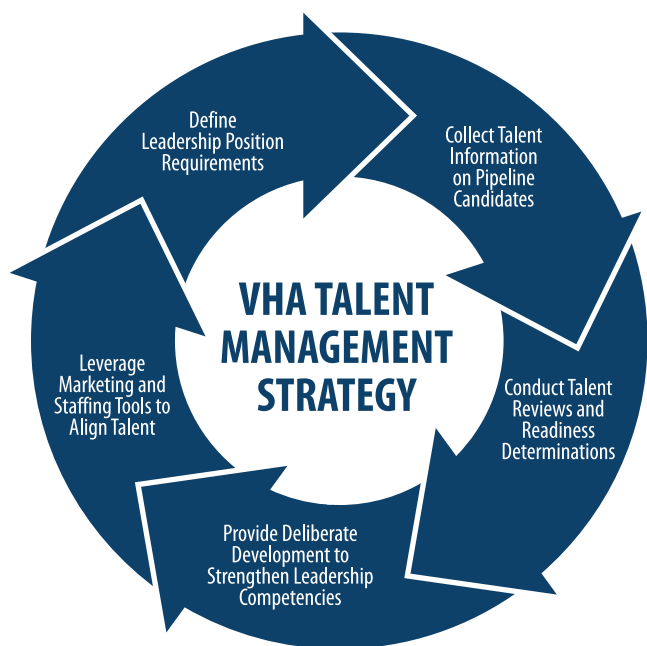 Define
Leadership Position
Requirements
Collect Talent
Information
on Pipeline
Candidates
VHA TALENT
MANAGEMENT
STRATEGY
Conduct Talent
Reviews and
Readiness
Determinations
Provide Deliberate
Development to
Strengthen Leadership
Competencies
Leverage
Marketing and
Staffing Tools to
Align Talent